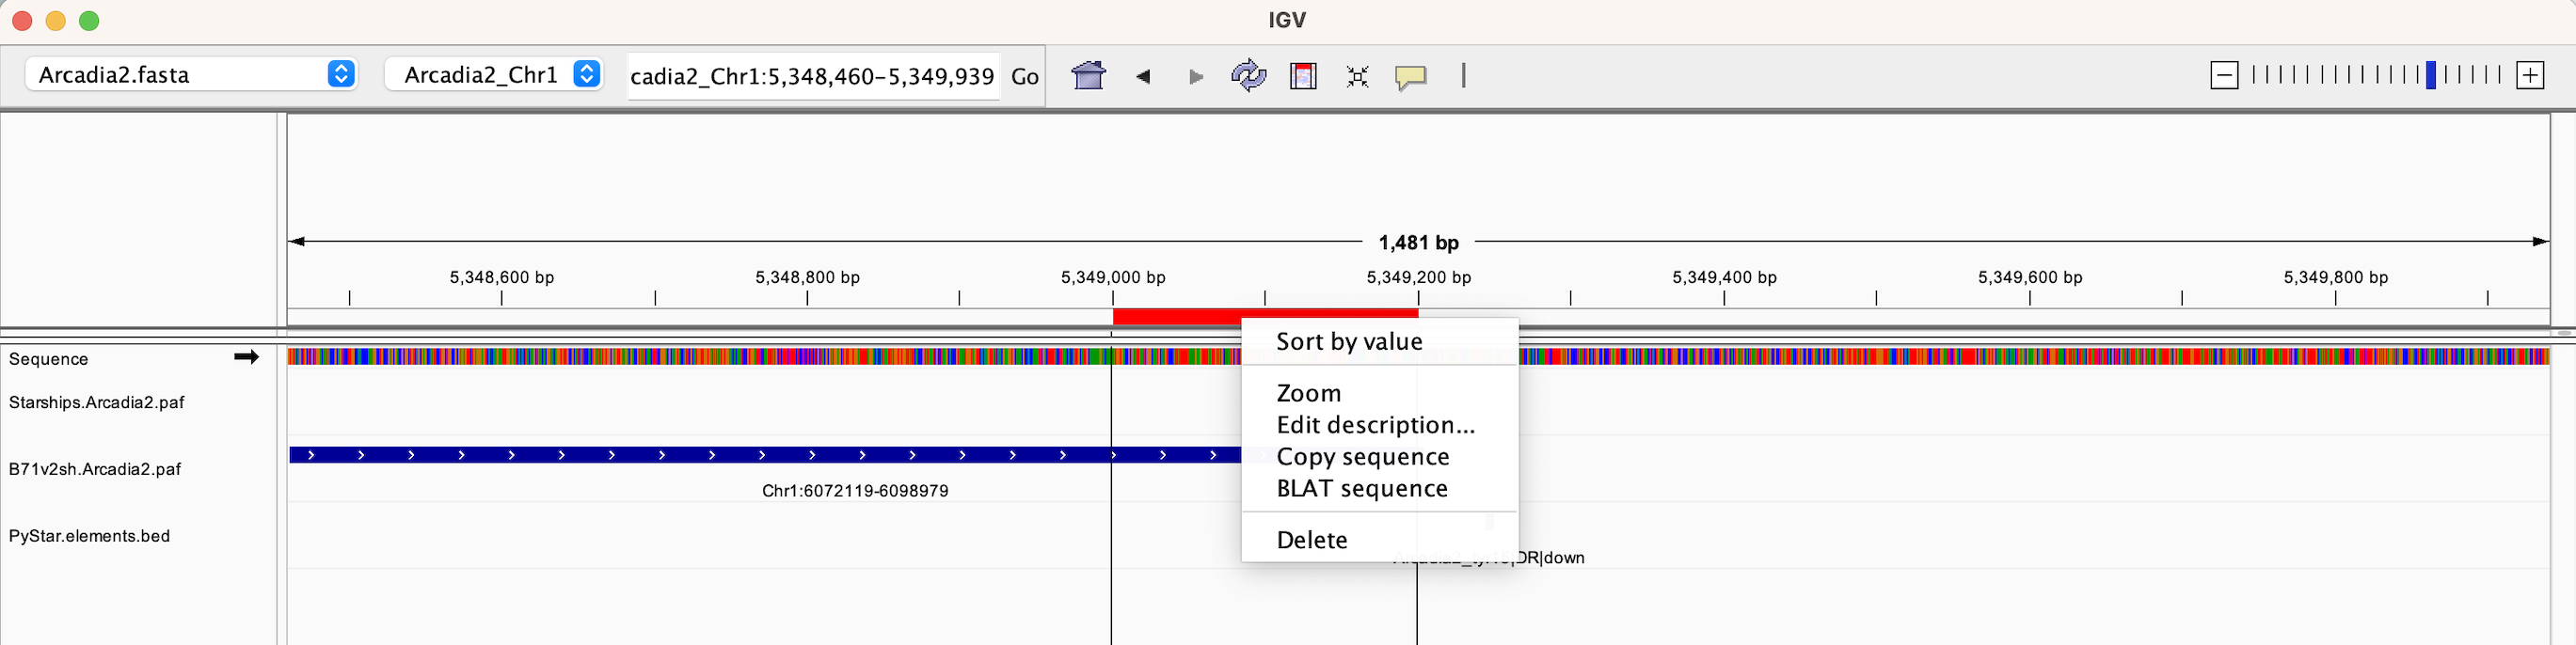 IGV
Arcadia2.fasta Arcadia2_Chr1 cadia2_Chr1:5,348,460-5,349,939 Go
1,481 bp
5,348,600 bp 5,348,800 bp 5,349,000 bp 5,349,200 bp 5,349,400 bp 5,349,600 bp 5,349,800 bp
Sort by value
Sequence
Starships.Arcadia2.paf
Zoom
Edit description...
Copy sequence
B71v2sh.Arcadia2.paf
Chr1:6072119-6098979
BLAT sequence
PyStar.elements.bed
Delete
Arcadia2_tyr15|DR|down